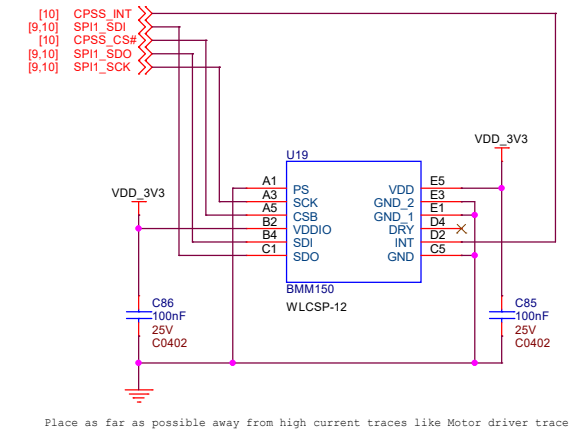 [10] CPSS_INT
[9,10] SPI1_SDI
[10] CPSS_CS#
[9,10] SPI1_SDO
[9,10] SPI1_SCK
VDD_3V3
U19
A1 PS
A3 SCK
A5 CSB
B2 VDDIO
B4 SDI
C1 SDO
VDD E5
GND_2 E3
GND_1 E1
DRY D4
INT D2
GND C5
BMM150
WLCSP-12
VDD_3V3
C86
100nF
25V
C0402
C85
100nF
25V
C0402
Place as far as possible away from high current traces like Motor driver trace